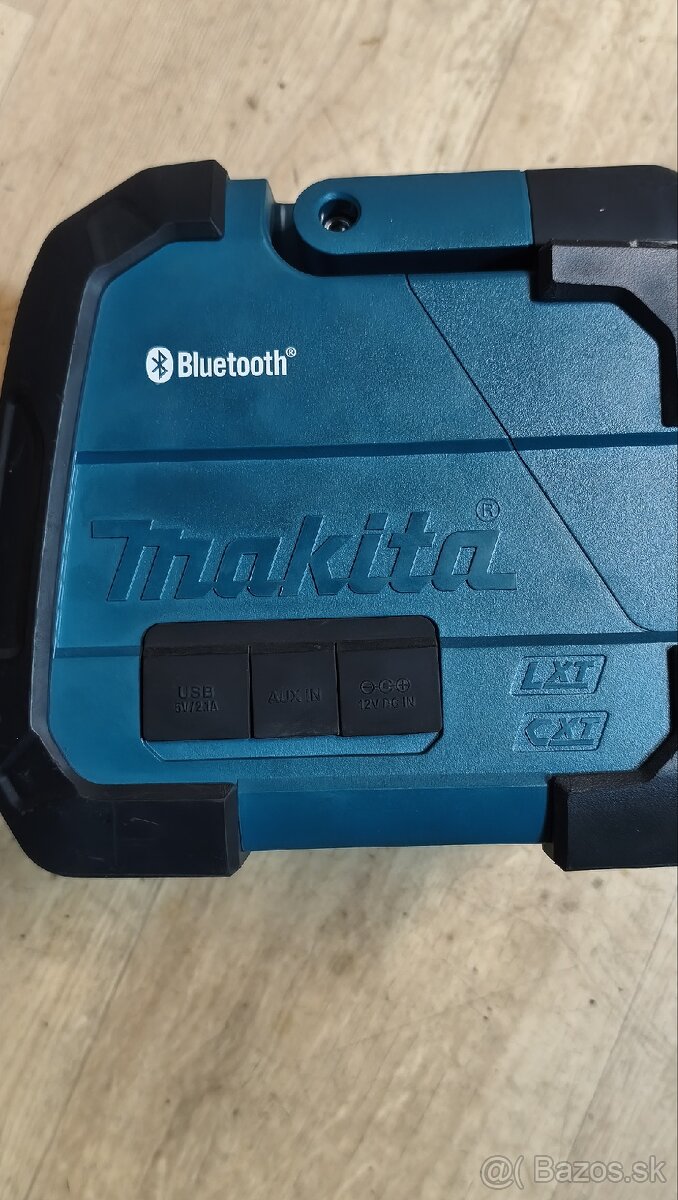 Bluetooth®
makita®
USB
5V/2.1A
AUX IN
12V DC IN
LXT
CXT
@( Bazos.sk